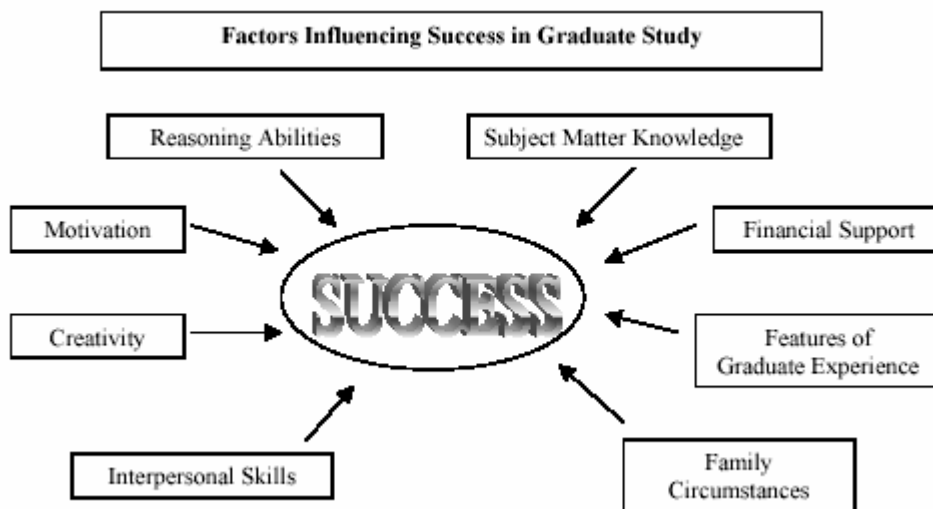 Factors Influencing Success in Graduate Study
Reasoning Abilities
Subject Matter Knowledge
Motivation
Financial Support
SUCCESS
Creativity
Features of
Graduate Experience
Interpersonal Skills
Family
Circumstances